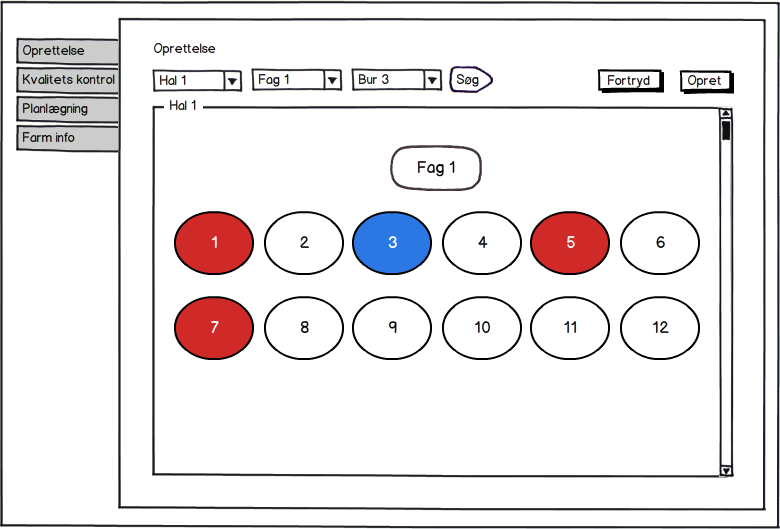 Oprettelse
Kvalitets kontrol
Planlægning
Farm info
Oprettelse
Hal 1 Fag 1 Bur 3 Søg Fortryd Opret
Hal 1
Fag 1
1 2 3 4 5 6
7 8 9 10 11 12